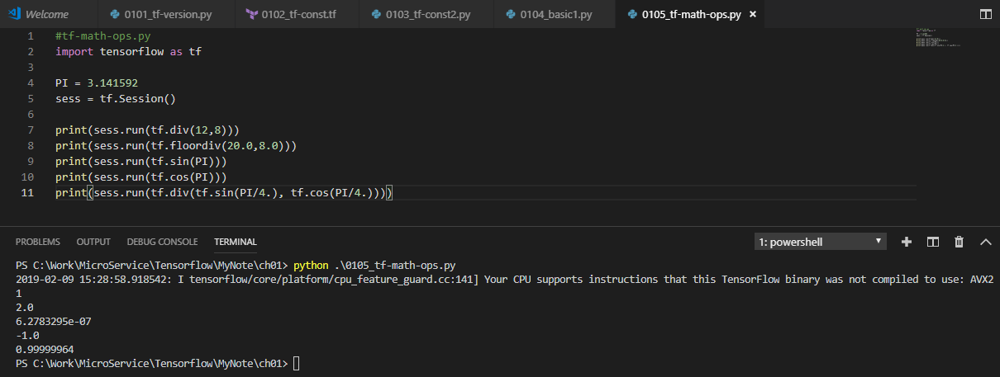 Welcome 0101_tf-version.py 0102_tf-const.tf 0103_tf-const2.py 0104_basic1.py 0105_tf-math-ops.py ×
1 #tf-math-ops.py
2 import tensorflow as tf
3
4 PI = 3.141592
5 sess = tf.Session()
6
7 print(sess.run(tf.div(12,8)))
8 print(sess.run(tf.floordiv(20.0,8.0)))
9 print(sess.run(tf.sin(PI)))
10 print(sess.run(tf.cos(PI)))
11 print(sess.run(tf.div(tf.sin(PI/4.), tf.cos(PI/4.))))
PROBLEMS OUTPUT DEBUG CONSOLE TERMINAL 1: powershell
PS C:\Work\MicroService\Tensorflow\MyNote\ch01> python .\0105_tf-math-ops.py
2019-02-09 15:28:58.918542: I tensorflow/core/platform/cpu_feature_guard.cc:141] Your CPU supports instructions that this TensorFlow binary was not compiled to use: AVX2
1
2.0
6.2783295e-07
-1.0
0.99999964
PS C:\Work\MicroService\Tensorflow\MyNote\ch01>